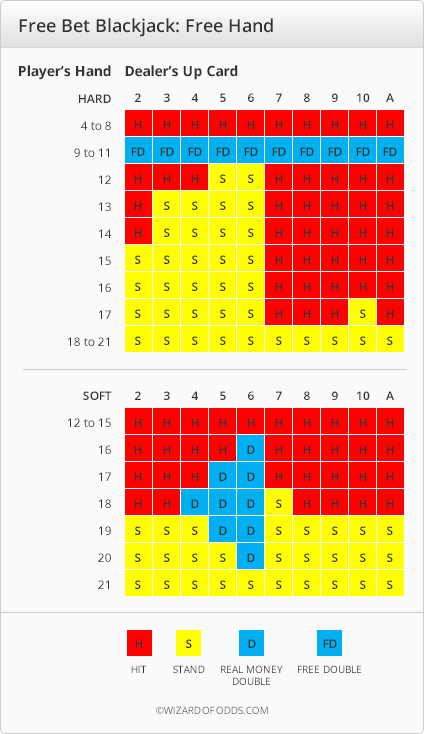 Free Bet Blackjack: Free Hand
Player’s Hand Dealer’s Up Card
HARD 2 3 4 5 6 7 8 9 10 A
4 to 8 H H H H H H H H H H
9 to 11 FD FD FD FD FD FD FD FD FD FD
12 H H H S S H H H H H
13 H S S S S H H H H H
14 H S S S S H H H H H
15 S S S S S H H H H H
16 S S S S S H H H H H
17 S S S S S H H H S H
18 to 21 S S S S S S S S S S
SOFT 2 3 4 5 6 7 8 9 10 A
12 to 15 H H H H H H H H H H
16 H H H H D H H H H H
17 H H H D D H H H H H
18 H H D D D S H H H H
19 S S S D D S S S S S
20 S S S S D S S S S S
21 S S S S S S S S S S
H S D FD
HIT STAND REAL MONEY FREE DOUBLE
DOUBLE
©WIZARDOFODDS.COM